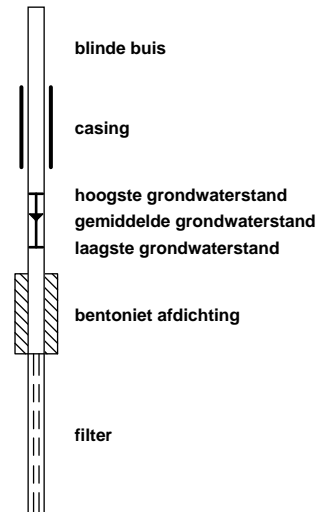 blinde buis
casing
hoogste grondwaterstand
gemiddelde grondwaterstand
laagste grondwaterstand
bentoniet afdichting
filter